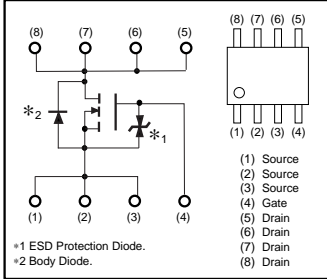 (8) (7) (6) (5)
(8) (7) (6) (5)
*2
*1
(1) (2) (3) (4)
(1) (2) (3) (4)
(1) Source
(2) Source
(3) Source
(4) Gate
(5) Drain
(6) Drain
(7) Drain
(8) Drain
*1 ESD Protection Diode.
*2 Body Diode.